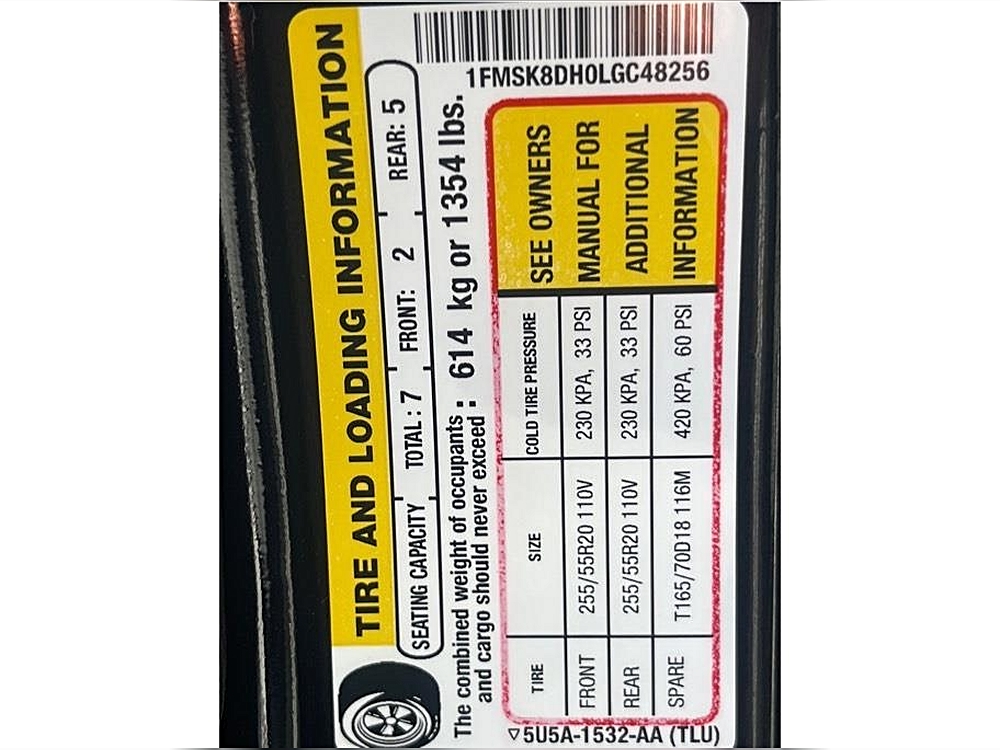 TIRE AND LOADING INFORMATION
SEATING CAPACITY TOTAL: 7 FRONT: 2 REAR: 5
The combined weight of occupants and cargo should never exceed : 614 kg or 1354 lbs.
TIRE SIZE COLD TIRE PRESSURE
FRONT 255/55R20 110V 230 KPA, 33 PSI
REAR 255/55R20 110V 230 KPA, 33 PSI
SPARE T165/70D18 116M 420 KPA, 60 PSI
SEE OWNERS
MANUAL FOR
ADDITIONAL
INFORMATION
5U5A-1532-AA (TLU)
1FMSK8DH0LGC48256